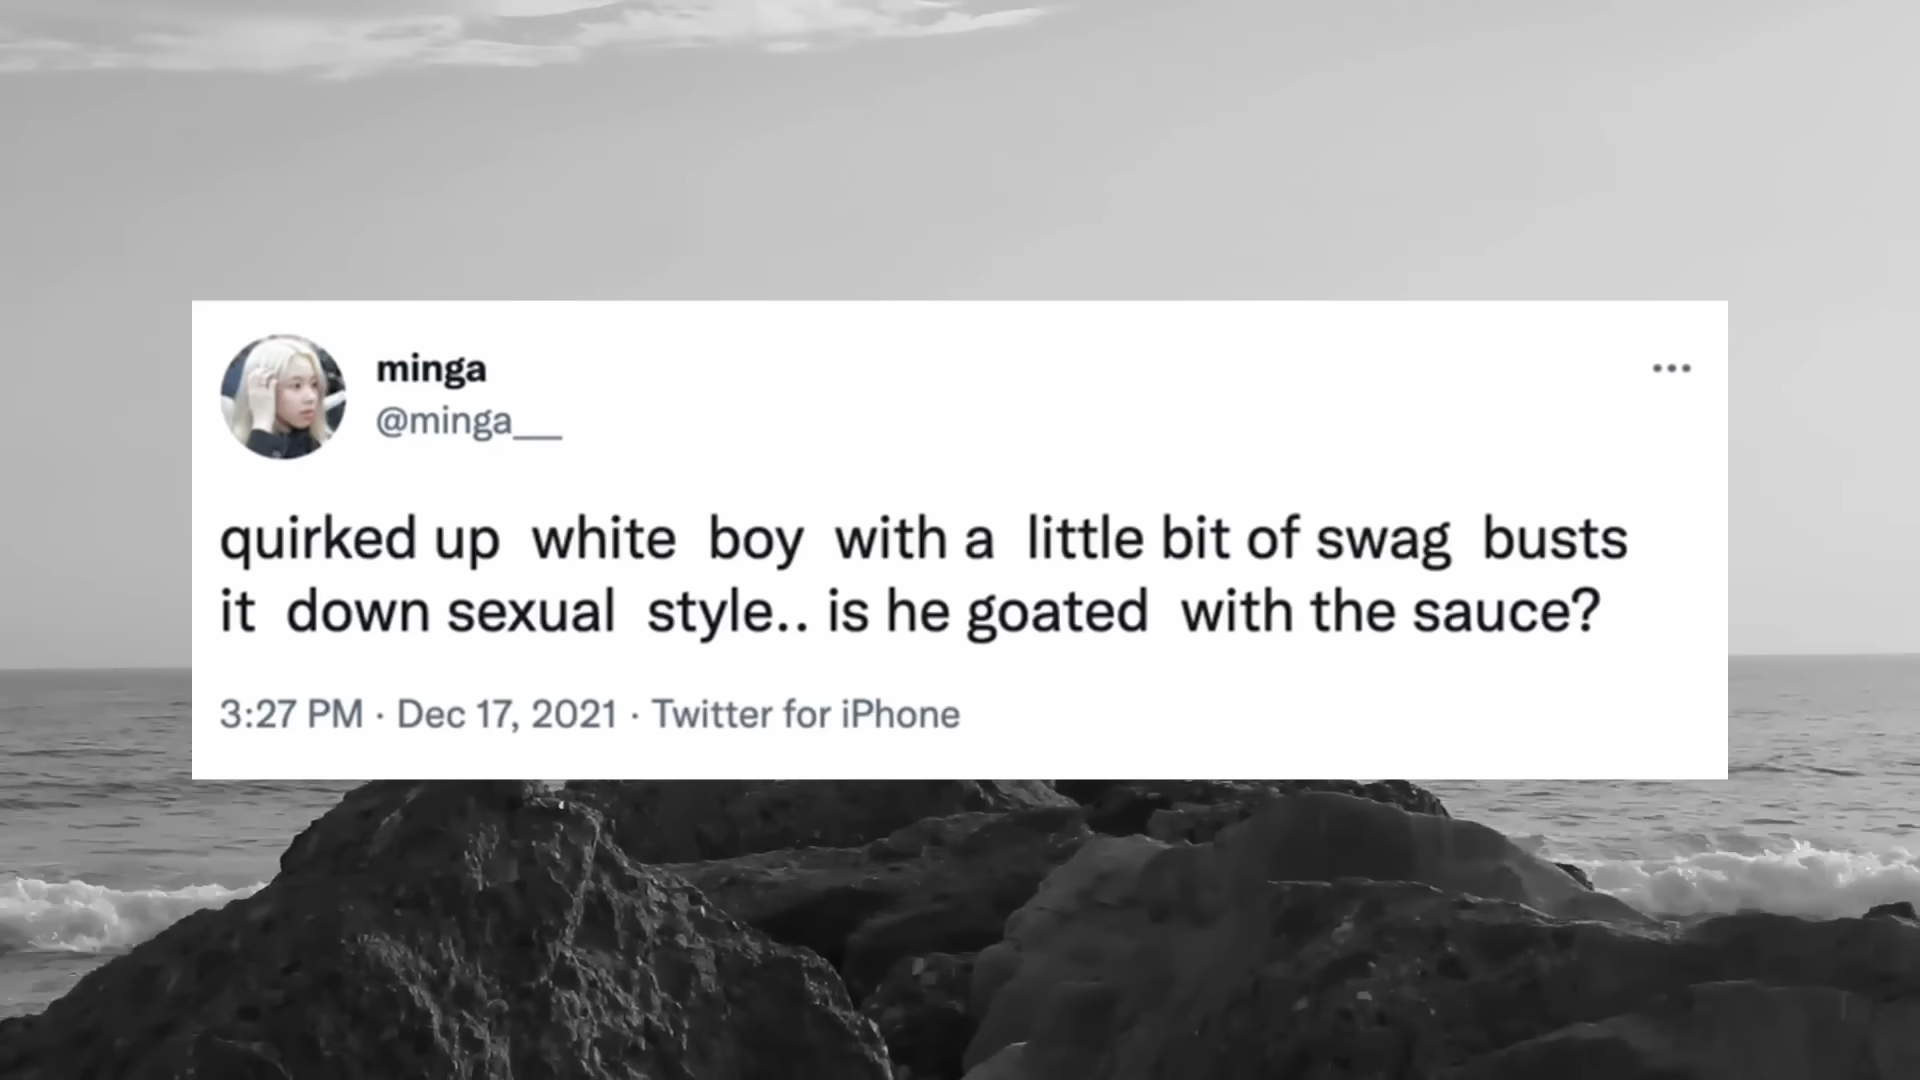 minga
@minga___
quirked up  white  boy  with a  little bit of swag  busts
it  down sexual  style.. is he goated  with the sauce?
3:27 PM · Dec 17, 2021 · Twitter for iPhone